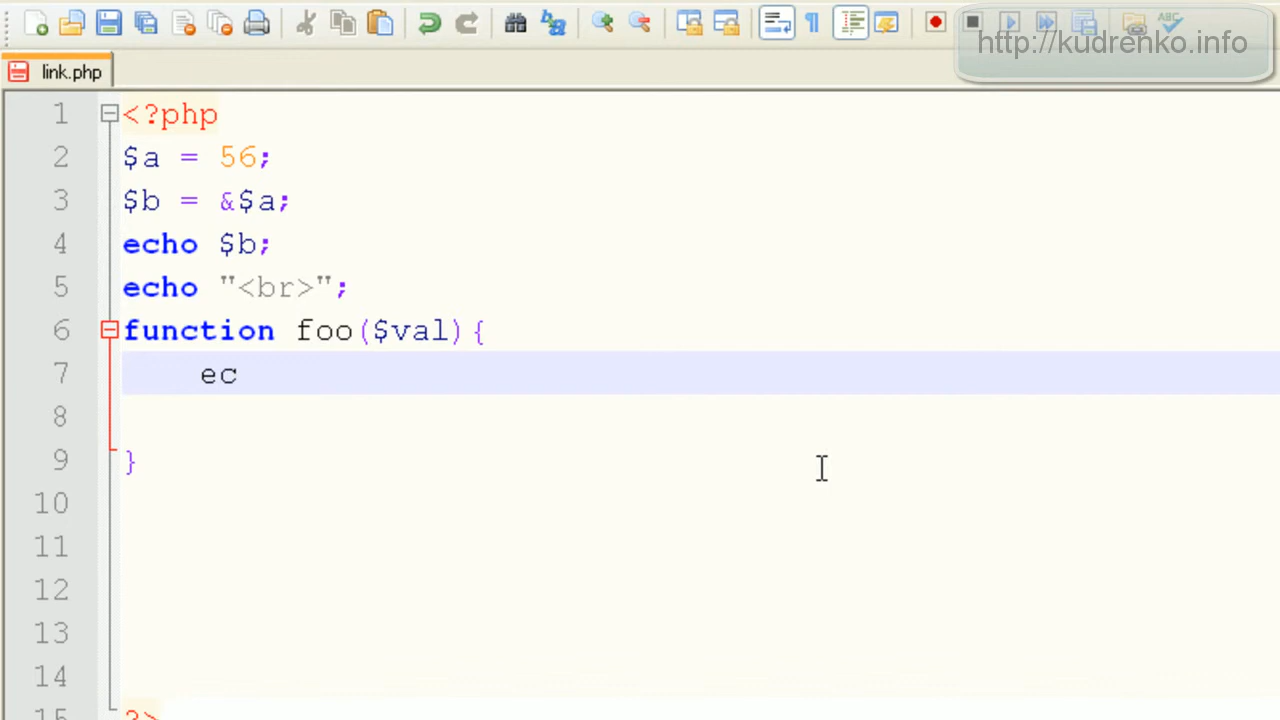 http://kudrenko.info
link.php
1 <?php
2 $a = 56;
3 $b = &$a;
4 echo $b;
5 echo "<br>";
6 function foo($val){
7 ec
8
9 }
10
11
12
13
14
15 ?>